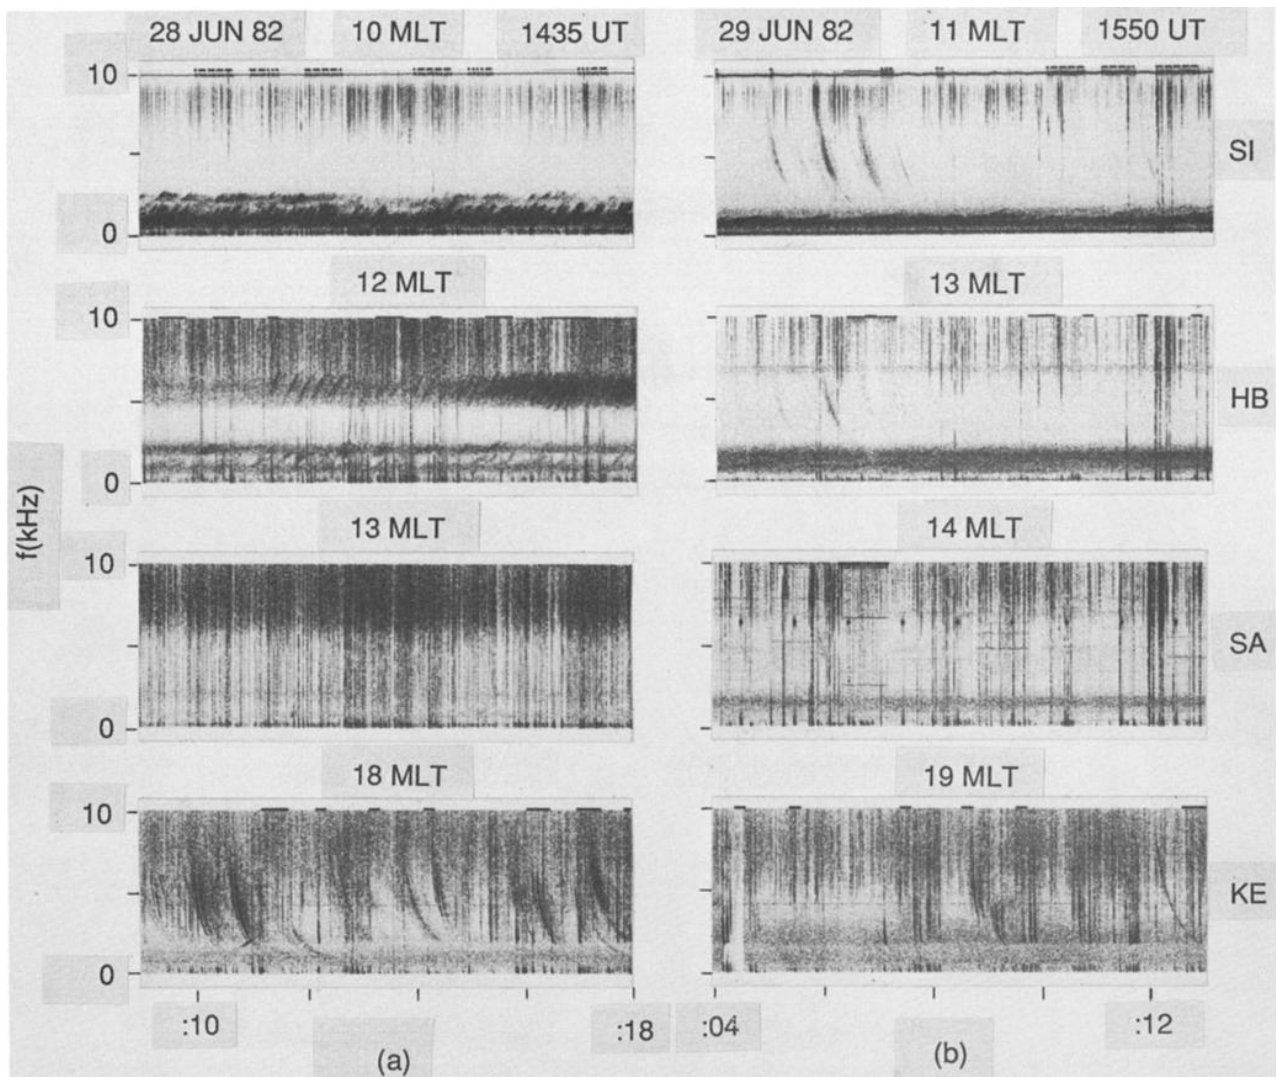 28 JUN 82 10 MLT 1435 UT 29 JUN 82 11 MLT 1550 UT
10
SI
0
12 MLT 13 MLT
10
HB
0
13 MLT 14 MLT
f(kHz)
10
SA
0
18 MLT 19 MLT
10
KE
0
:10 :18 :04 :12
(a) (b)